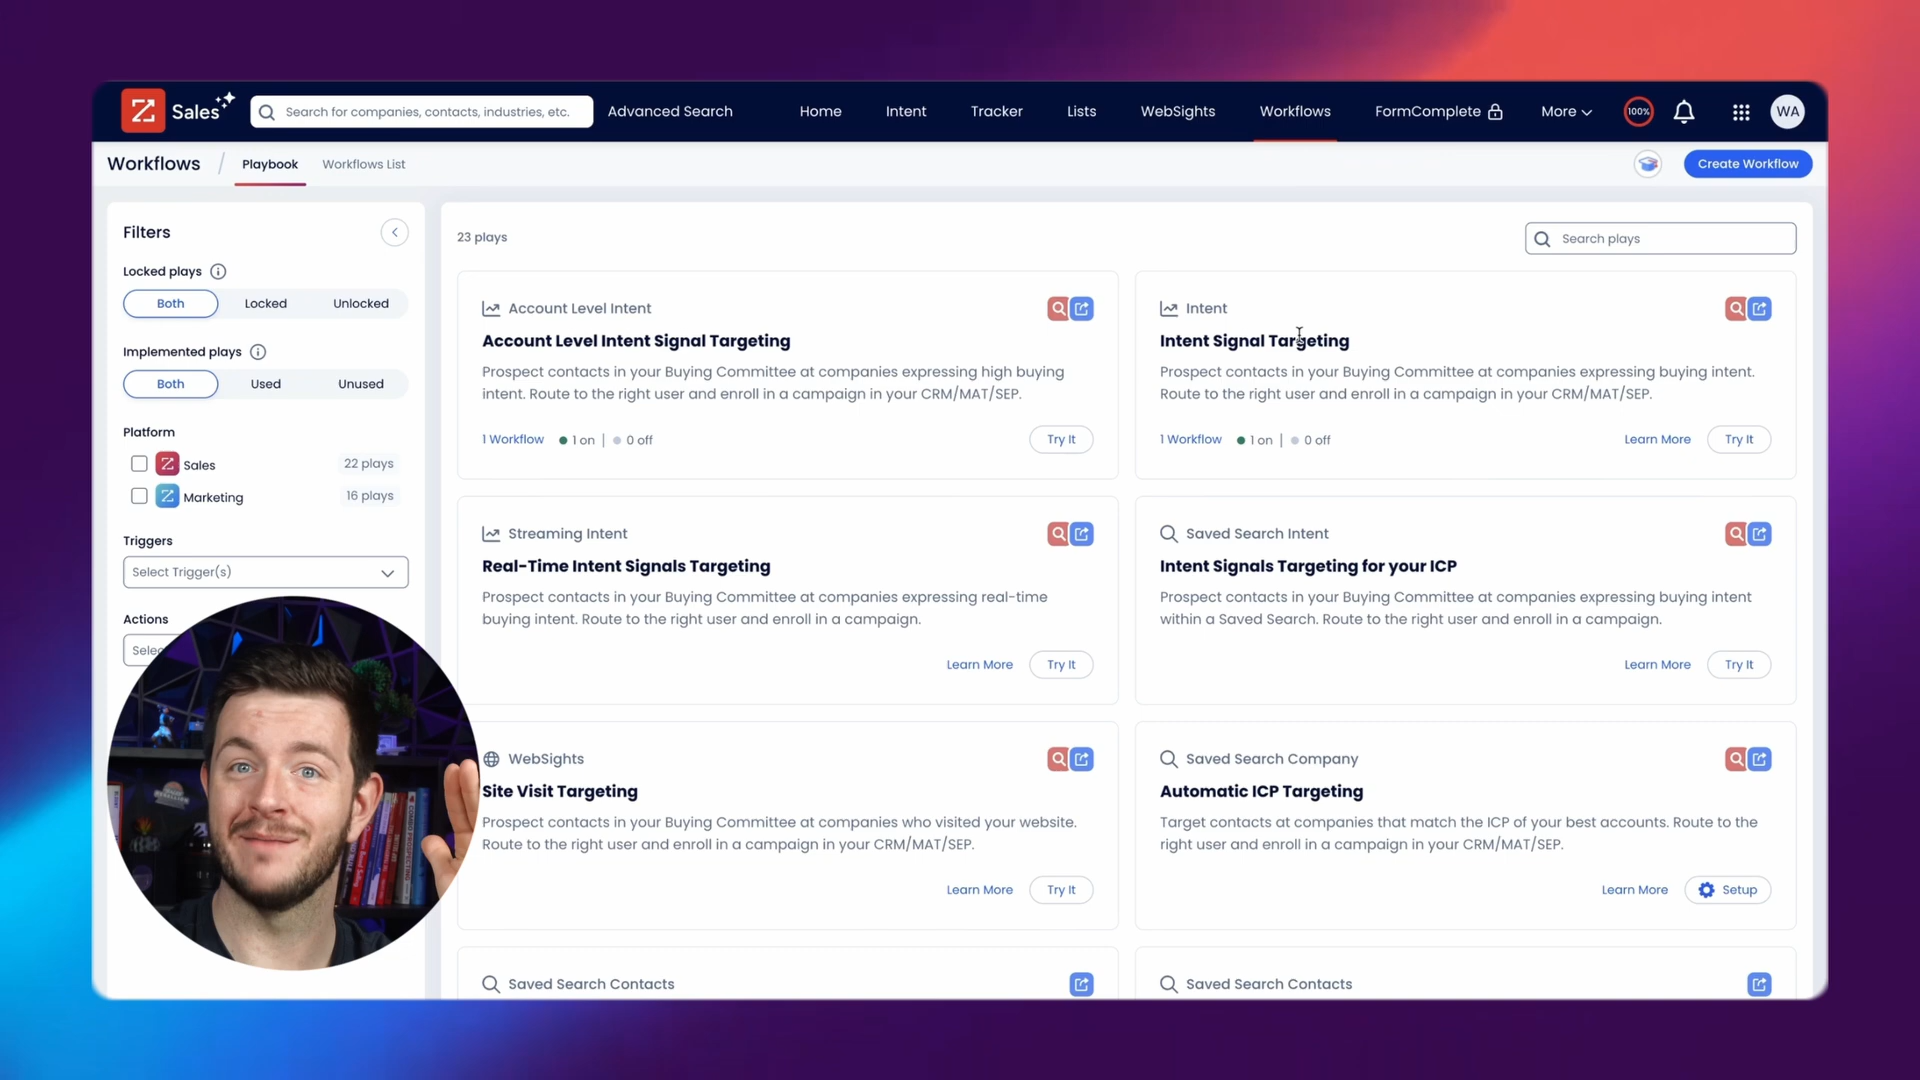 Sales
Search for companies, contacts, industries, etc.
Advanced Search
Home
Intent
Tracker
Lists
WebSights
Workflows
FormComplete
More
100%
WA
Workflows / Playbook
Workflows List
Create Workflow
Filters
Locked plays
Both
Locked
Unlocked
Implemented plays
Both
Used
Unused
Platform
Sales
22 plays
Marketing
16 plays
Triggers
Select Trigger(s)
Actions
23 plays
Search plays
Account Level Intent
Account Level Intent Signal Targeting
Prospect contacts in your Buying Committee at companies expressing high buying
intent. Route to the right user and enroll in a campaign in your CRM/MAT/SEP.
1 Workflow
1 on | 0 off
Try It
Intent
Intent Signal Targeting
Prospect contacts in your Buying Committee at companies expressing buying intent.
Route to the right user and enroll in a campaign in your CRM/MAT/SEP.
1 Workflow
1 on | 0 off
Learn More
Try It
Streaming Intent
Real-Time Intent Signals Targeting
Prospect contacts in your Buying Committee at companies expressing real-time
buying intent. Route to the right user and enroll in a campaign.
Learn More
Try It
Saved Search Intent
Intent Signals Targeting for your ICP
Prospect contacts in your Buying Committee at companies expressing buying intent
within a Saved Search. Route to the right user and enroll in a campaign.
Learn More
Try It
WebSights
Site Visit Targeting
Prospect contacts in your Buying Committee at companies who visited your website.
Route to the right user and enroll in a campaign in your CRM/MAT/SEP.
Learn More
Try It
Saved Search Company
Automatic ICP Targeting
Target contacts at companies that match the ICP of your best accounts. Route to the
right user and enroll in a campaign in your CRM/MAT/SEP.
Learn More
Setup
Saved Search Contacts
Saved Search Contacts